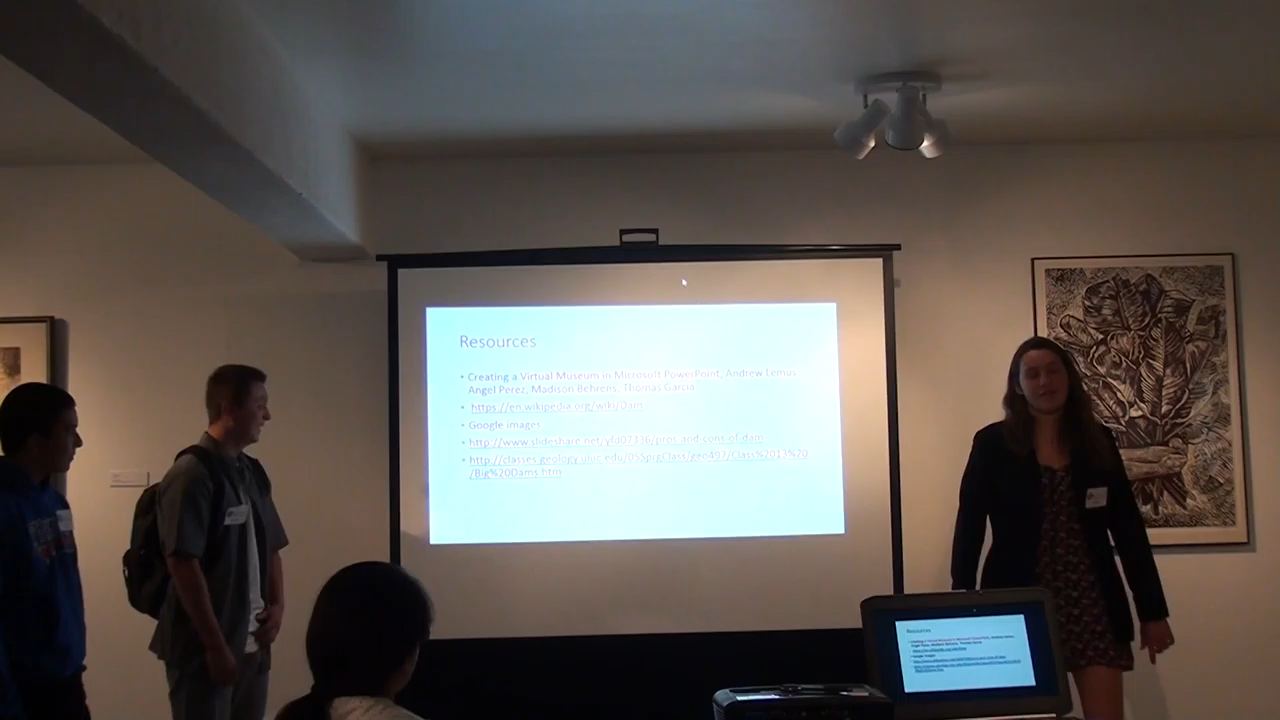 Resources
• Creating a Virtual Museum in Microsoft PowerPoint, Andrew Lemus
Angel Perez, Madison Behrens, Thomas Garcia
• https://en.wikipedia.org/wiki/Dam
• Google images
• http://www.slideshare.net/yfd07336/pros-and-cons-of-dam
• http://classes.geology.uiuc.edu/05SprgClass/geo497/Class%2013%20
/Big%20Dams.htm
Resources